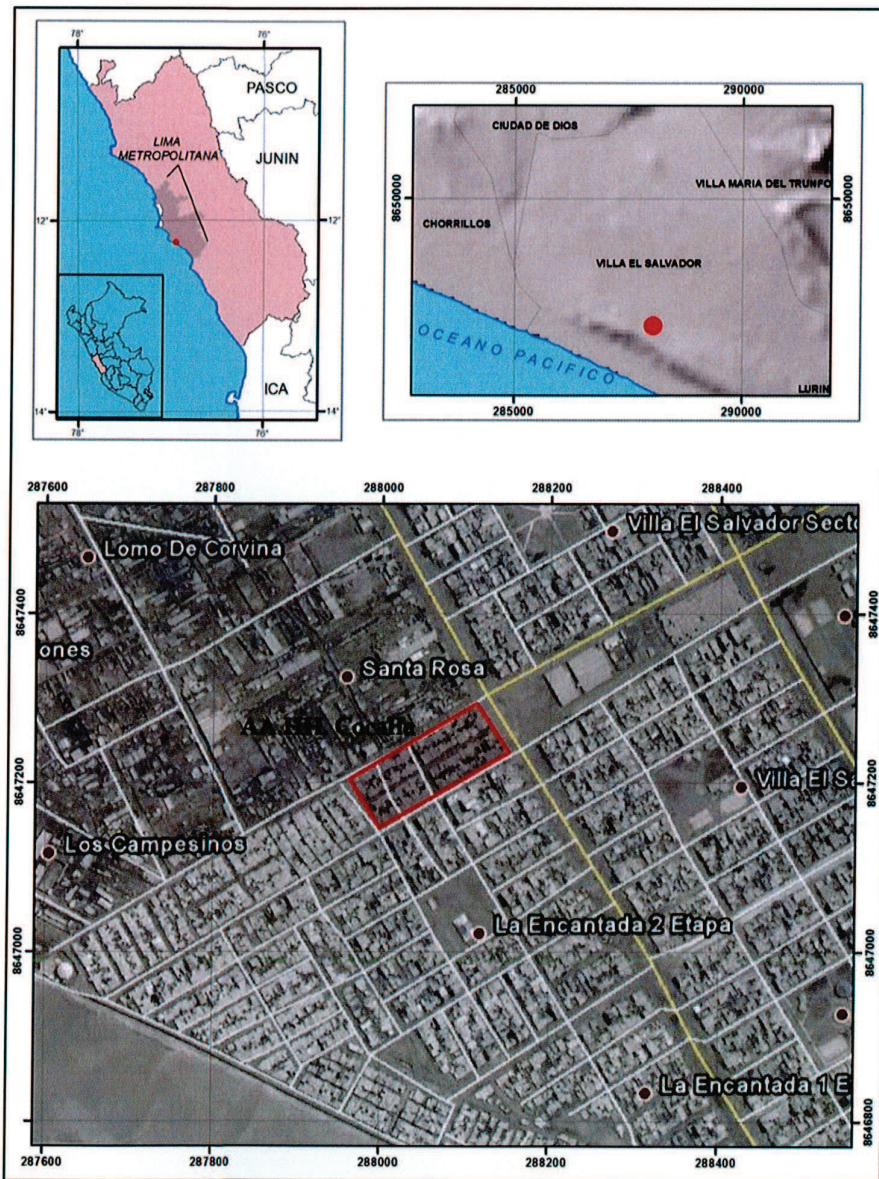 78°
76°
PASCO
LIMA
METROPOLITANA
JUNIN
12°
12°
ICA
14°
14°
78°
76°
285000
290000
CIUDAD DE DIOS
VILLA MARIA DEL TRUNFO
8650000
8650000
CHORRILLOS
VILLA EL SALVADOR
OCEANO PACIFICO
LURIN
285000
290000
287600
287800
288000
288200
288400
Villa El Salvador Secto
Lomo De Corvina
8647400
8647400
ones
Santa Rosa
AA.HH.
8647200
8647200
Villa El Sa
Los Campesinos
La Encantada 2 Etapa
8647000
8647000
La Encantada 1 E
8646800
287600
287800
288000
288200
288400